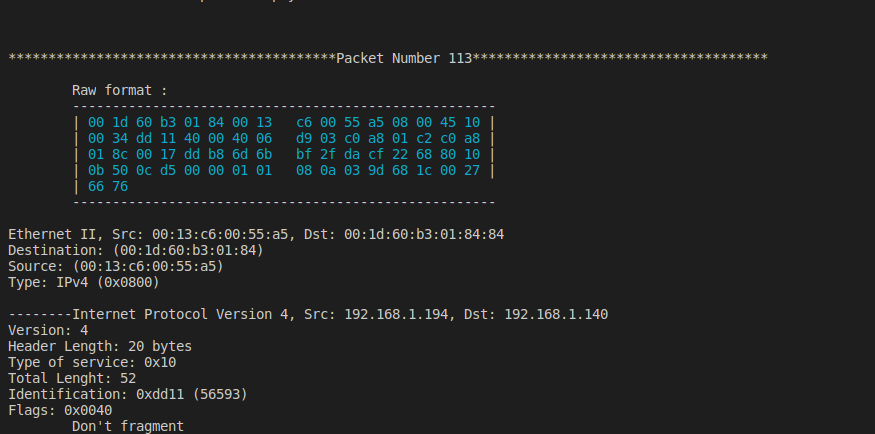 *****************************************Packet Number 113*************************************
Raw format :
-----------------------------------------------------
| 00 1d 60 b3 01 84 00 13   c6 00 55 a5 08 00 45 10 |
| 00 34 dd 11 40 00 40 06   d9 03 c0 a8 01 c2 c0 a8 |
| 01 8c 00 17 dd b8 6d 6b   bf 2f da cf 22 68 80 10 |
| 0b 50 0c d5 00 00 01 01   08 0a 03 9d 68 1c 00 27 |
| 66 76
-----------------------------------------------------
Ethernet II, Src: 00:13:c6:00:55:a5, Dst: 00:1d:60:b3:01:84:84
Destination: (00:1d:60:b3:01:84)
Source: (00:13:c6:00:55:a5)
Type: IPv4 (0x0800)
--------Internet Protocol Version 4, Src: 192.168.1.194, Dst: 192.168.1.140
Version: 4
Header Length: 20 bytes
Type of service: 0x10
Total Lenght: 52
Identification: 0xdd11 (56593)
Flags: 0x0040
Don't fragment